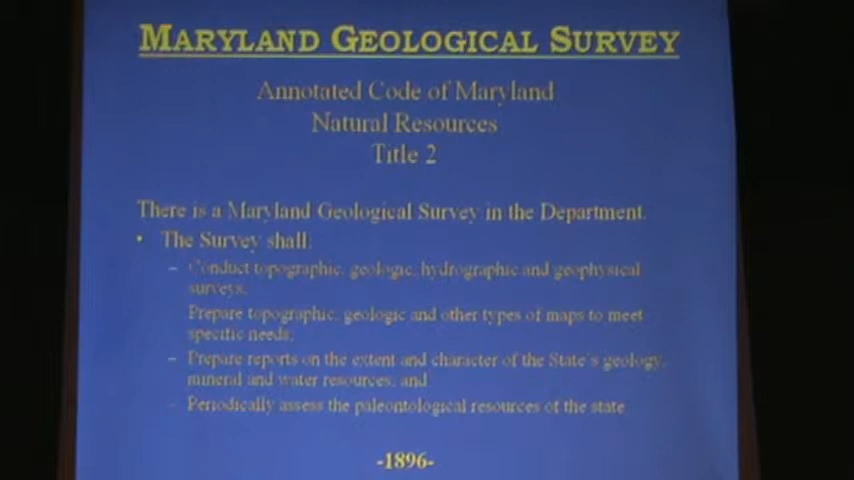 MARYLAND GEOLOGICAL SURVEY
Annotated Code of Maryland
Natural Resources
Title 2
There is a Maryland Geological Survey in the Department.
• The Survey shall:
– Conduct topographic, geologic, hydrographic and geophysical
surveys;
Prepare topographic, geologic and other types of maps to meet
specific needs;
– Prepare reports on the extent and character of the State's geology,
mineral and water resources; and
– Periodically assess the paleontological resources of the state
-1896-